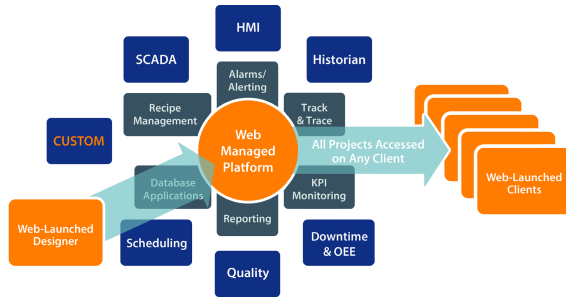 HMI
SCADA
Historian
Alarms/
Alerting
Recipe
Management
Track
& Trace
CUSTOM
Web
Managed
Platform
All Projects Accessed
on Any Client
Database
Applications
KPI
Monitoring
Web-Launched
Clients
Reporting
Web-Launched
Designer
Scheduling
Downtime
& OEE
Quality